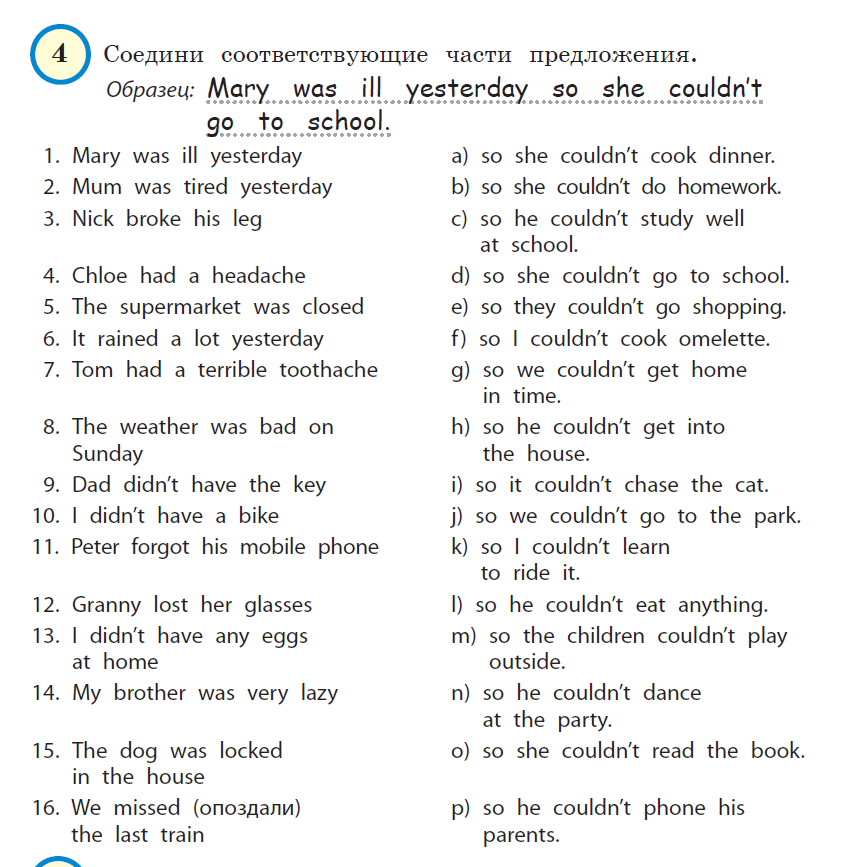 4 Соедини соответствующие части предложения.
Образец: Mary was ill yesterday so she couldn't
go to school.
1. Mary was ill yesterday
2. Mum was tired yesterday
3. Nick broke his leg
4. Chloe had a headache
5. The supermarket was closed
6. It rained a lot yesterday
7. Tom had a terrible toothache
8. The weather was bad on
Sunday
9. Dad didn't have the key
10. I didn't have a bike
11. Peter forgot his mobile phone
12. Granny lost her glasses
13. I didn't have any eggs
at home
14. My brother was very lazy
15. The dog was locked
in the house
16. We missed (опоздали)
the last train
a) so she couldn't cook dinner.
b) so she couldn't do homework.
c) so he couldn't study well
at school.
d) so she couldn't go to school.
e) so they couldn't go shopping.
f) so I couldn't cook omelette.
g) so we couldn't get home
in time.
h) so he couldn't get into
the house.
i) so it couldn't chase the cat.
j) so we couldn't go to the park.
k) so I couldn't learn
to ride it.
l) so he couldn't eat anything.
m) so the children couldn't play
outside.
n) so he couldn't dance
at the party.
o) so she couldn't read the book.
p) so he couldn't phone his
parents.